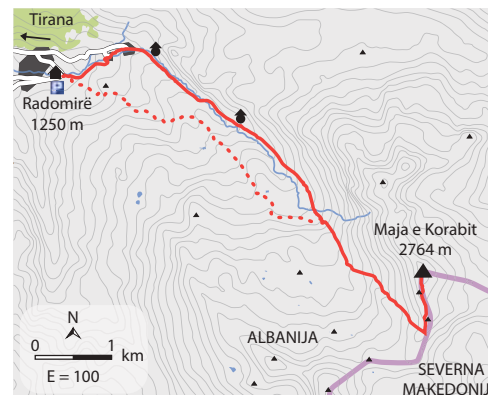 Tirana
P
Radomirë
1250 m
Maja e Korabit
2764 m
N
0 1
km
E = 100
ALBANIJA
SEVERNA
MAKEDONIJ